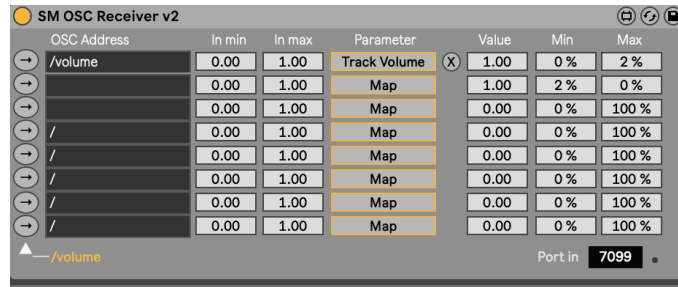 SM OSC Receiver v2
OSC Address In min In max Parameter Value Min Max
/volume 0.00 1.00 Track Volume X 1.00 0 % 2 %
0.00 1.00 Map 1.00 2 % 0 %
0.00 1.00 Map 0.00 0 % 100 %
/ 0.00 1.00 Map 0.00 0 % 100 %
/ 0.00 1.00 Map 0.00 0 % 100 %
/ 0.00 1.00 Map 0.00 0 % 100 %
/ 0.00 1.00 Map 0.00 0 % 100 %
/ 0.00 1.00 Map 0.00 0 % 100 %
/volume Port in 7099